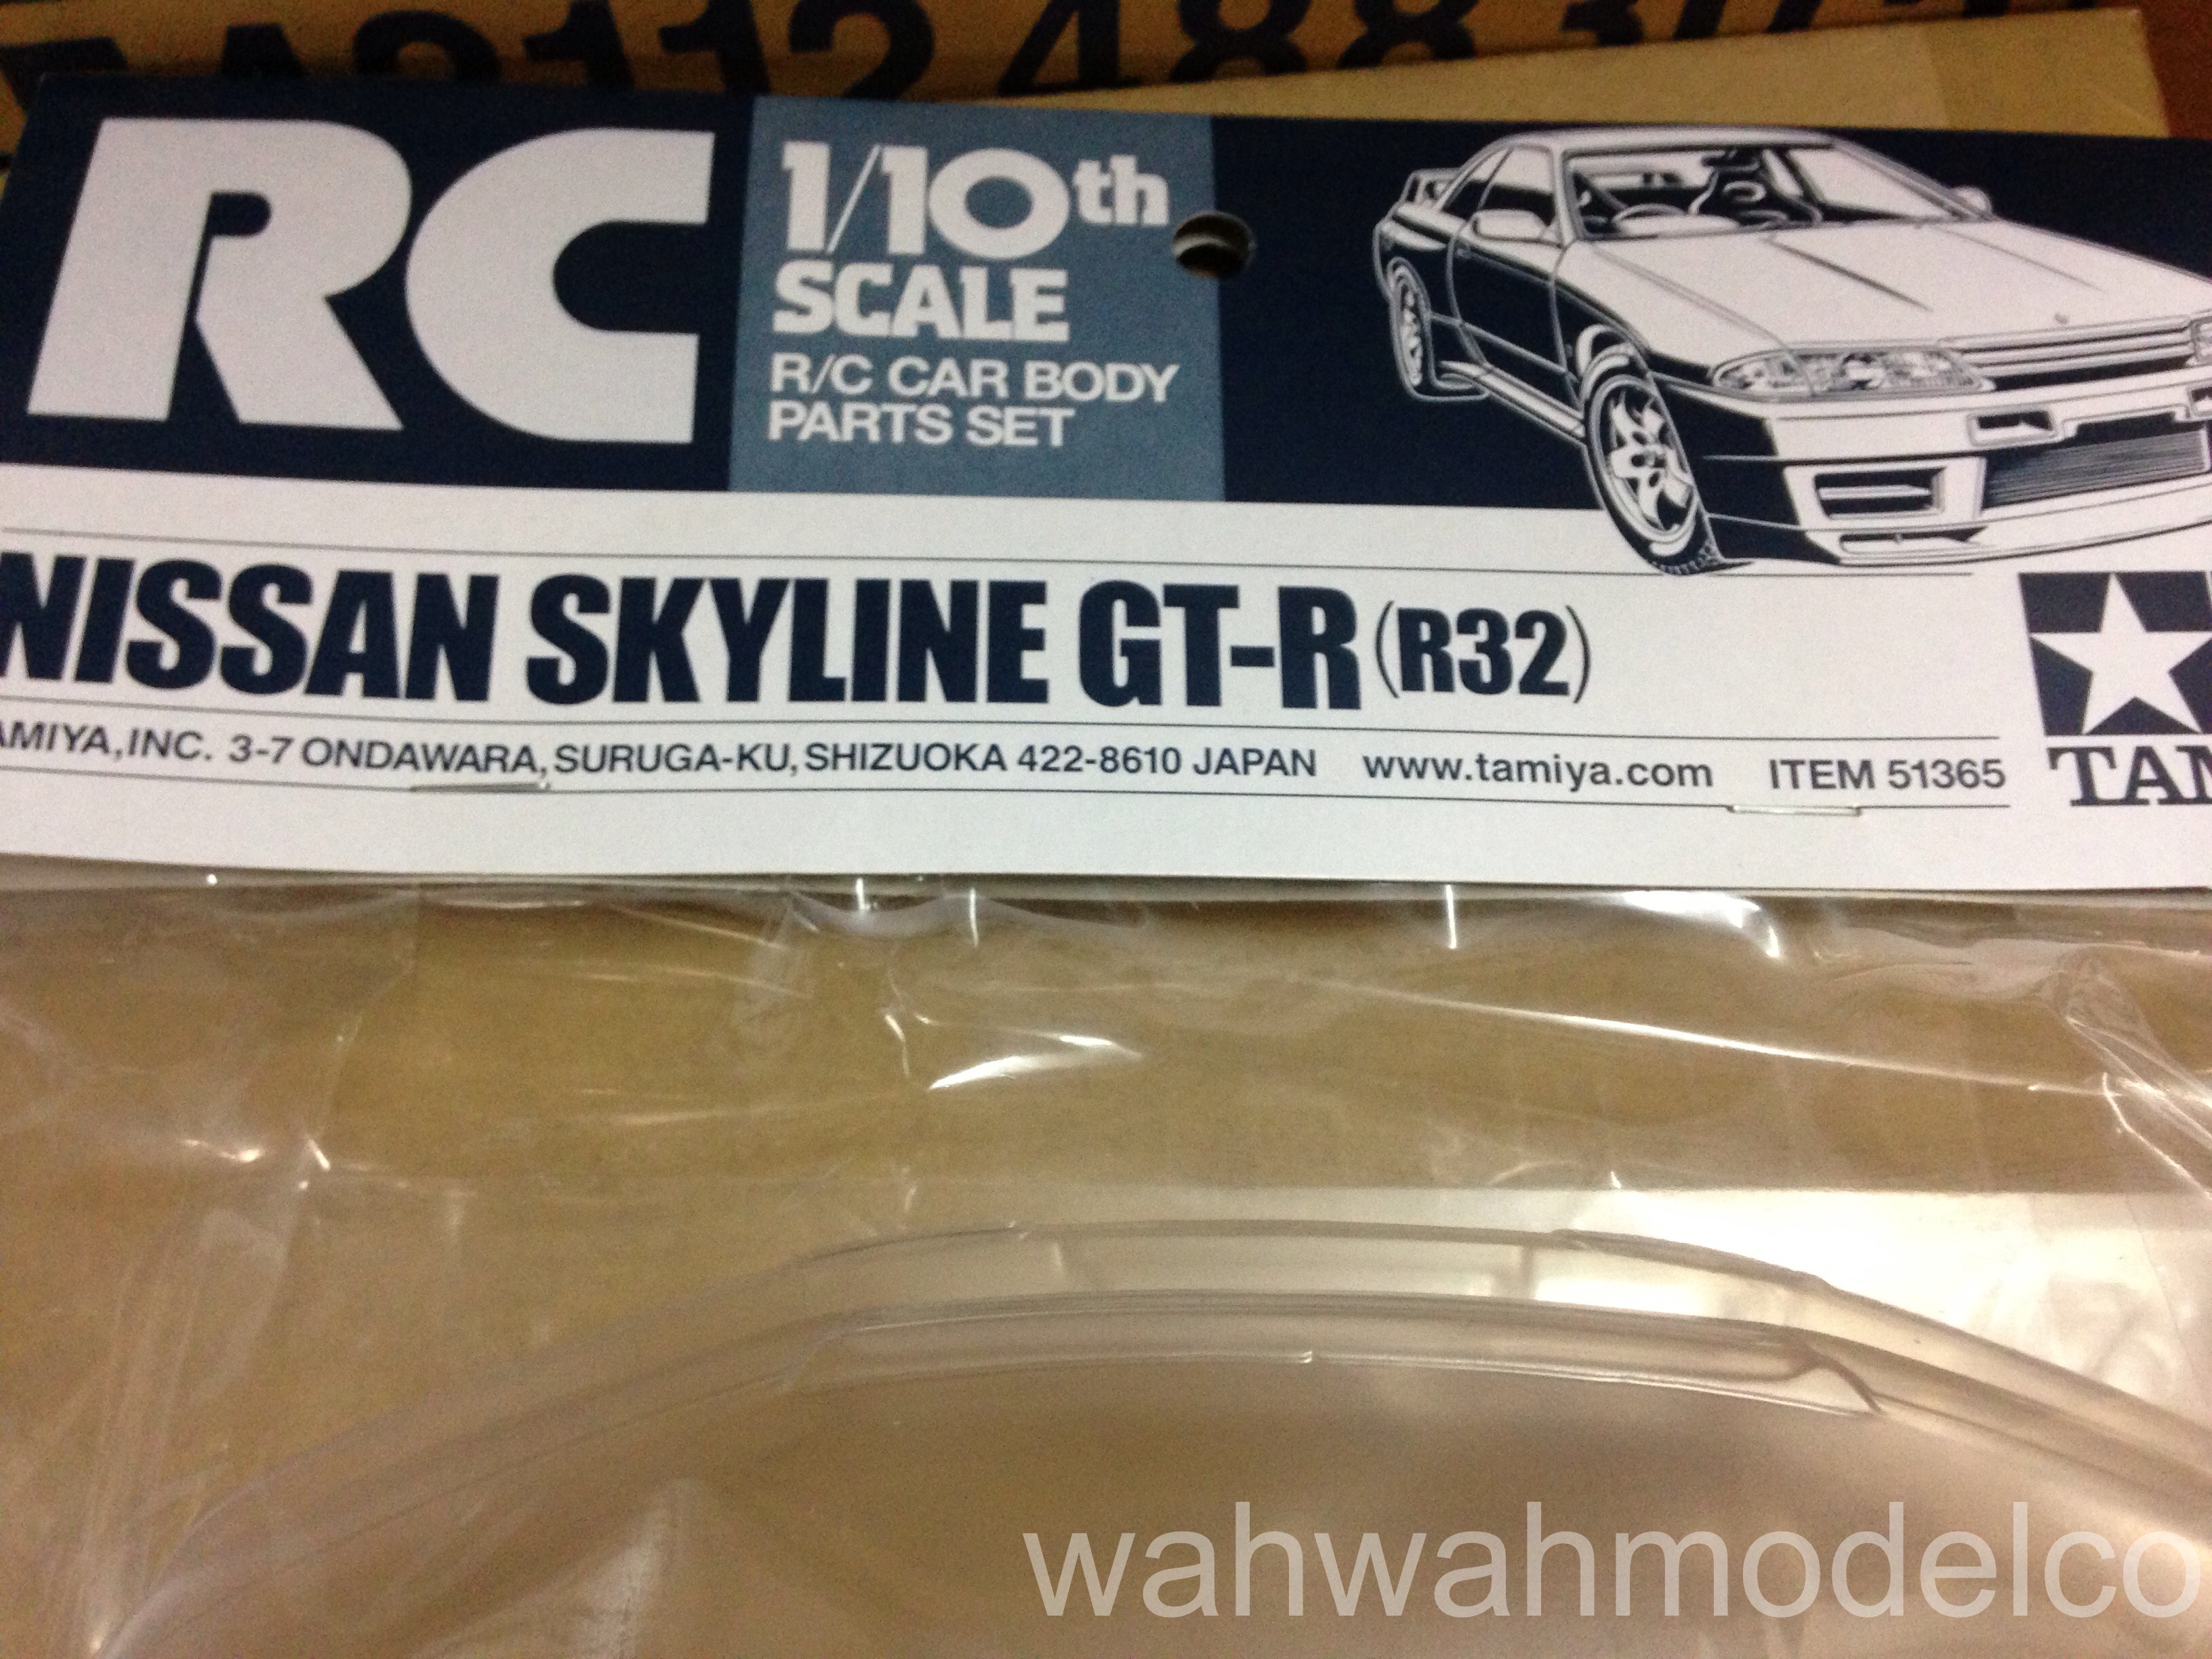 RC
1/10th
SCALE
R/C CAR BODY
PARTS SET
NISSAN SKYLINE GT-R (R32)
AMIYA, INC. 3-7 ONDAWARA, SURUGA-KU, SHIZUOKA 422-8610 JAPAN www.tamiya.com ITEM 51365
TAM
wahwahmodelco